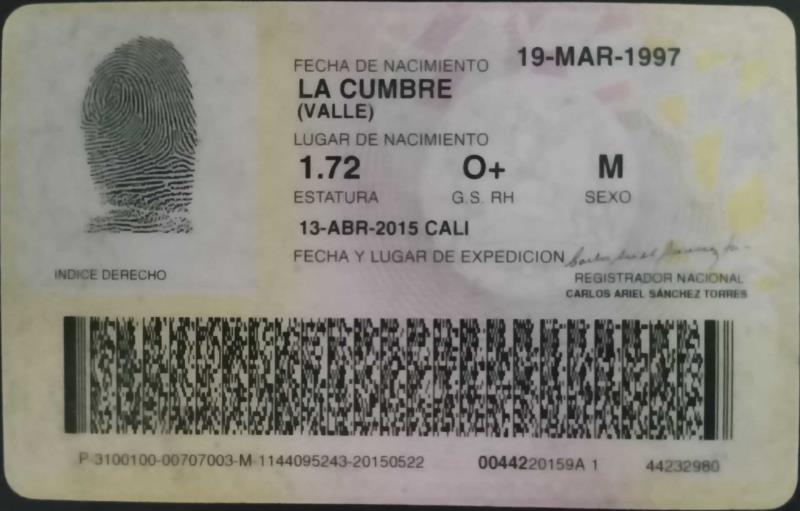 FECHA DE NACIMIENTO 19-MAR-1997
LA CUMBRE
(VALLE)
LUGAR DE NACIMIENTO
1.72 O+ M
ESTATURA G.S. RH SEXO
13-ABR-2015 CALI
FECHA Y LUGAR DE EXPEDICION
INDICE DERECHO
REGISTRADOR NACIONAL
CARLOS ARIEL SÁNCHEZ TORRES
P-3100100-00707003-M-1144095243-20150522 0044220159A 1 44232980